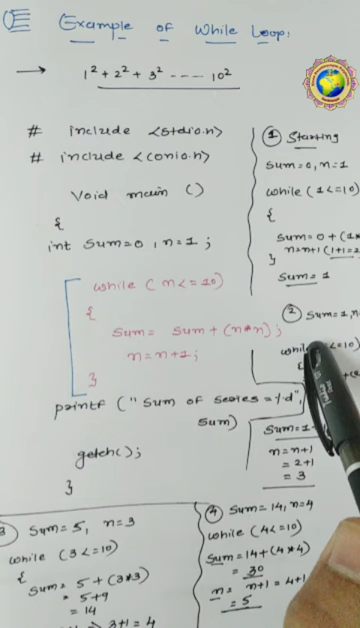 Example of While Loop:
→ 1² + 2² + 3² ---- 10²
# include <stdio.h>
# include <conio.h>
Void main ()
{
int Sum=0, n=1;
while (n<=10)
{
Sum = Sum + (n*n);
n=n+1;
}
printf ("Sum of Series=%d",
Sum)
getch();
}
① Starting
Sum=0, n=1
while (1<=10)
{
Sum=0+(1*
n=n+1 (1+1=2
}
Sum=1
② Sum=1, n=
while <=10)
{
Sum=1
n=n+1
=2+1
=3
3 Sum=5, n=3
while (3<=10)
{
Sum=5+(3*3)
=5+9
=14
3+1=4
④ Sum=14, n=4
while (4<=10)
Sum=14+(4*4)
=30
n= n+1=4+1
=5